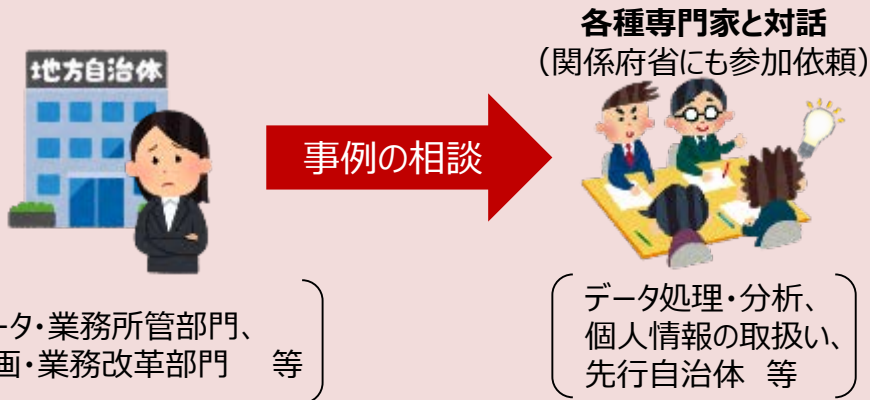 各種専門家と対話
(関係府省にも参加依頼)
地方自治体
事例の相談
ータ・業務所管部門、
画・業務改革部門 等
データ処理・分析、
個人情報の取扱い、
先行自治体 等